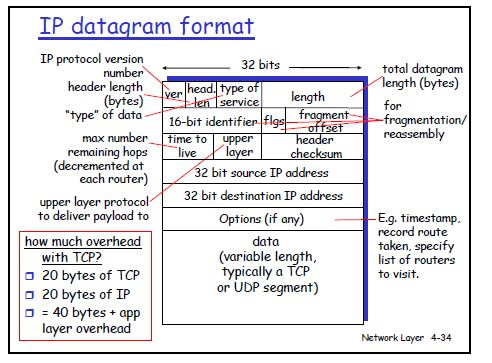 IP datagram format
IP protocol version
number
header length
(bytes)
"type" of data
max number
remaining hops
(decremented at
each router)
upper layer protocol
to deliver payload to
how much overhead
with TCP?
20 bytes of TCP
20 bytes of IP
= 40 bytes + app
layer overhead
32 bits
ver
head.
len
type of
service
length
16-bit identifier
flgs
fragment
offset
time to
live
upper
layer
header
checksum
32 bit source IP address
32 bit destination IP address
Options (if any)
data
(variable length,
typically a TCP
or UDP segment)
total datagram
length (bytes)
for
fragmentation/
reassembly
E.g. timestamp,
record route
taken, specify
list of routers
to visit.
Network Layer 4-34